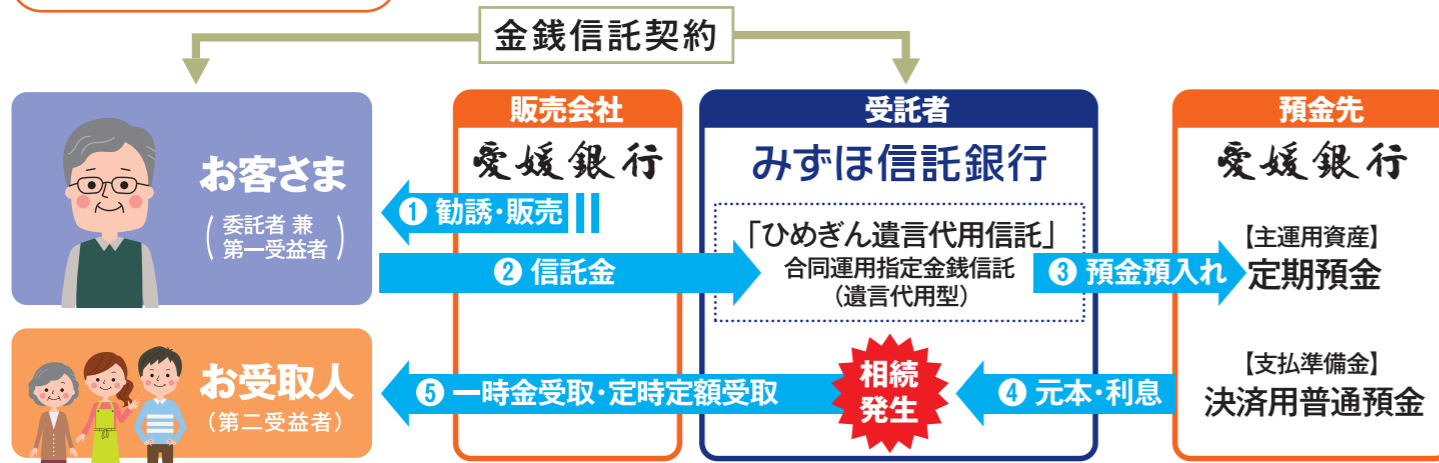 金銭信託契約
お客さま
(委託者 兼
第一受益者)
販売会社
愛媛銀行
受託者
みずほ信託銀行
預金先
愛媛銀行
① 勧誘・販売
② 信託金
「ひめぎん遺言代用信託」
合同運用指定金銭信託
(遺言代用型)
③ 預金預入れ
【主運用資産】
定期預金
お受取人
(第二受益者)
⑤ 一時金受取・定時定額受取
相続
発生
④ 元本・利息
【支払準備金】
決済用普通預金